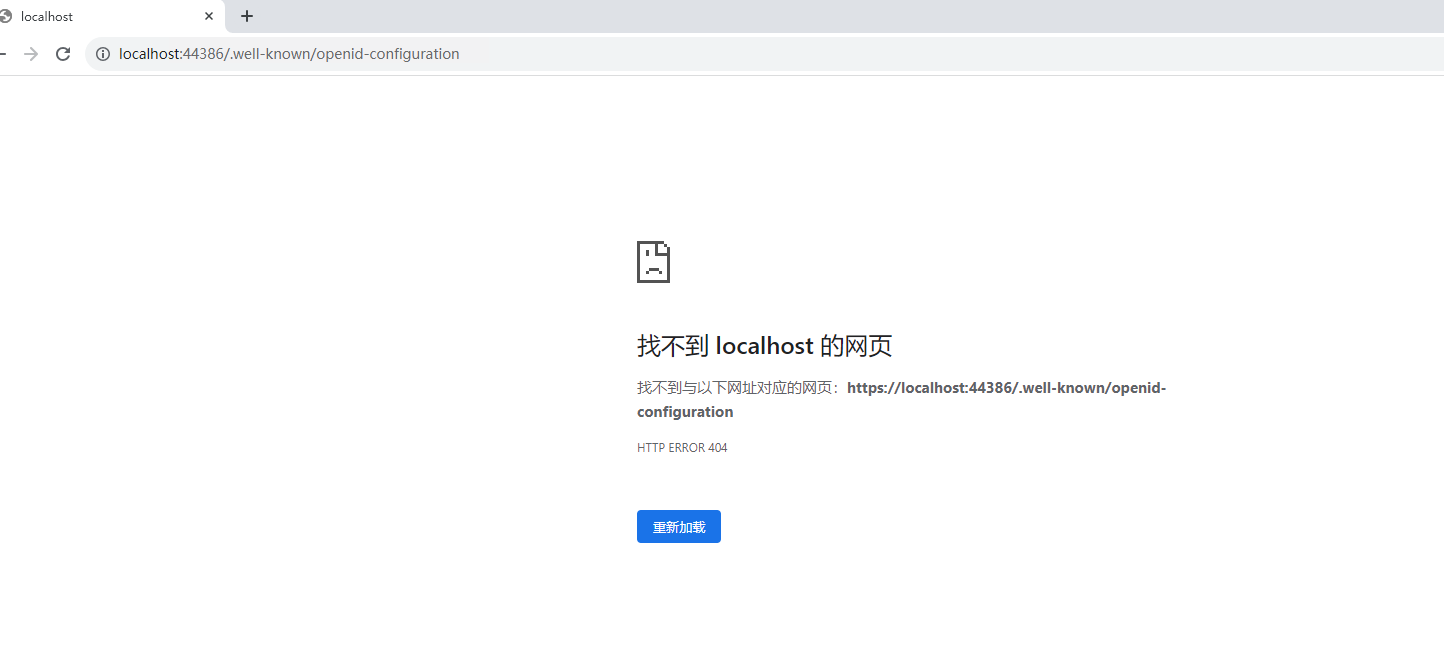 localhost
localhost:44386/.well-known/openid-configuration
找不到 localhost 的网页
找不到与以下网址对应的网页：https://localhost:44386/.well-known/openid-
configuration
HTTP ERROR 404
重新加载